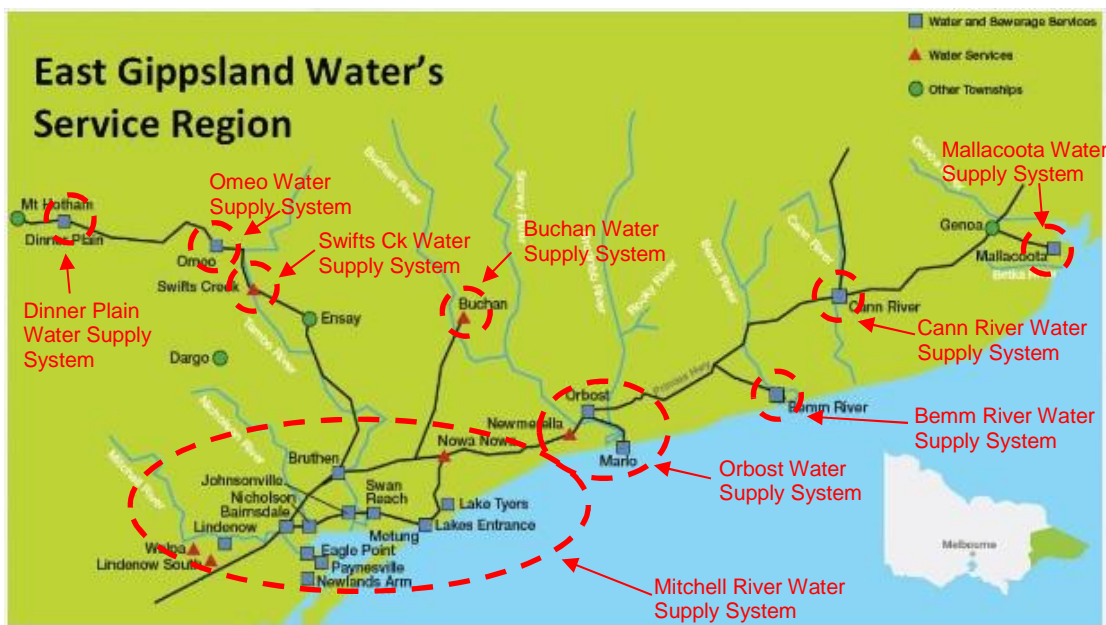 East Gippsland Water's
Service Region
Water and Sewerage Services
Water Services
Other Townships
Mallacoota Water
Supply System
Genoa River
Omeo Water
Supply System
Buchan River
Snowy River
Mt Hotham
Dinner Plain
Buchan Water
Supply System
Swifts Ck Water
Supply System
Cann River
Bemm River
Genoa
Mallacoota
Betka River
Omeo
Swifts Creek
Dinner Plain
Water Supply
System
Buchan
Rocky River
Cann River
Ensay
Tambo River
Cann River Water
Supply System
Dargo
Princes Hwy
Orbost
Bemm River
Bemm River Water
Supply System
Nicholson River
Newmerella
Nowa Nowa
Marlo
Mitchell River
Bruthen
Orbost Water
Supply System
Johnsonville
Nicholson
Bairnsdale
Lindenow
Swan
Reach
Lake Tyers
Lakes Entrance
Metung
Walpa
Lindenow South
Eagle Point
Paynesville
Newlands Arm
Melbourne
Mitchell River Water
Supply System